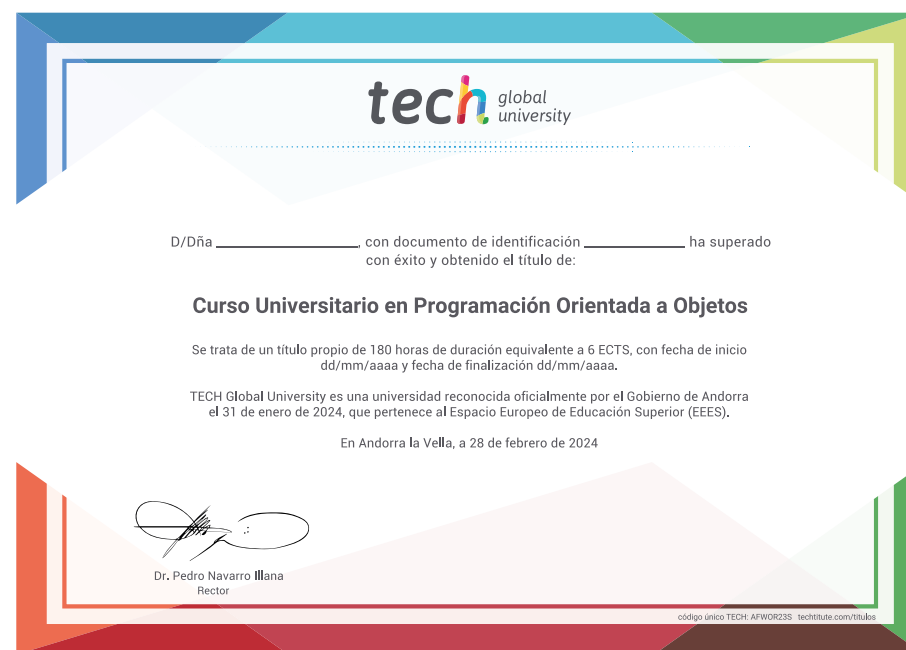 tech global university
D/Dña ____________________, con documento de identificación ______________ ha superado
con éxito y obtenido el título de:
Curso Universitario en Programación Orientada a Objetos
Se trata de un título propio de 180 horas de duración equivalente a 6 ECTS, con fecha de inicio
dd/mm/aaaa y fecha de finalización dd/mm/aaaa.
TECH Global University es una universidad reconocida oficialmente por el Gobierno de Andorra
el 31 de enero de 2024, que pertenece al Espacio Europeo de Educación Superior (EEES).
En Andorra la Vella, a 28 de febrero de 2024
Dr. Pedro Navarro Illana
Rector
código único TECH: AFWOR23S techtitute.com/titulos